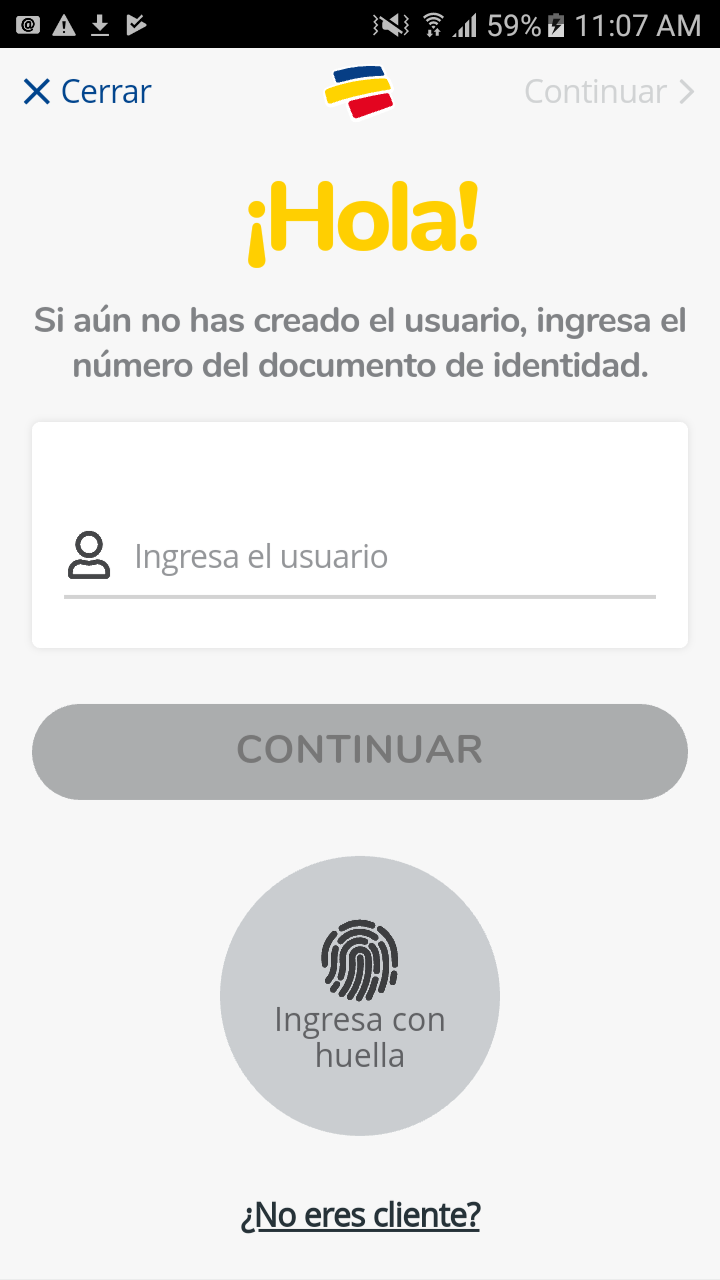 59% 11:07 AM
Cerrar
Continuar
¡Hola!
Si aún no has creado el usuario, ingresa el
número del documento de identidad.
Ingresa el usuario
CONTINUAR
Ingresa con
huella
¿No eres cliente?